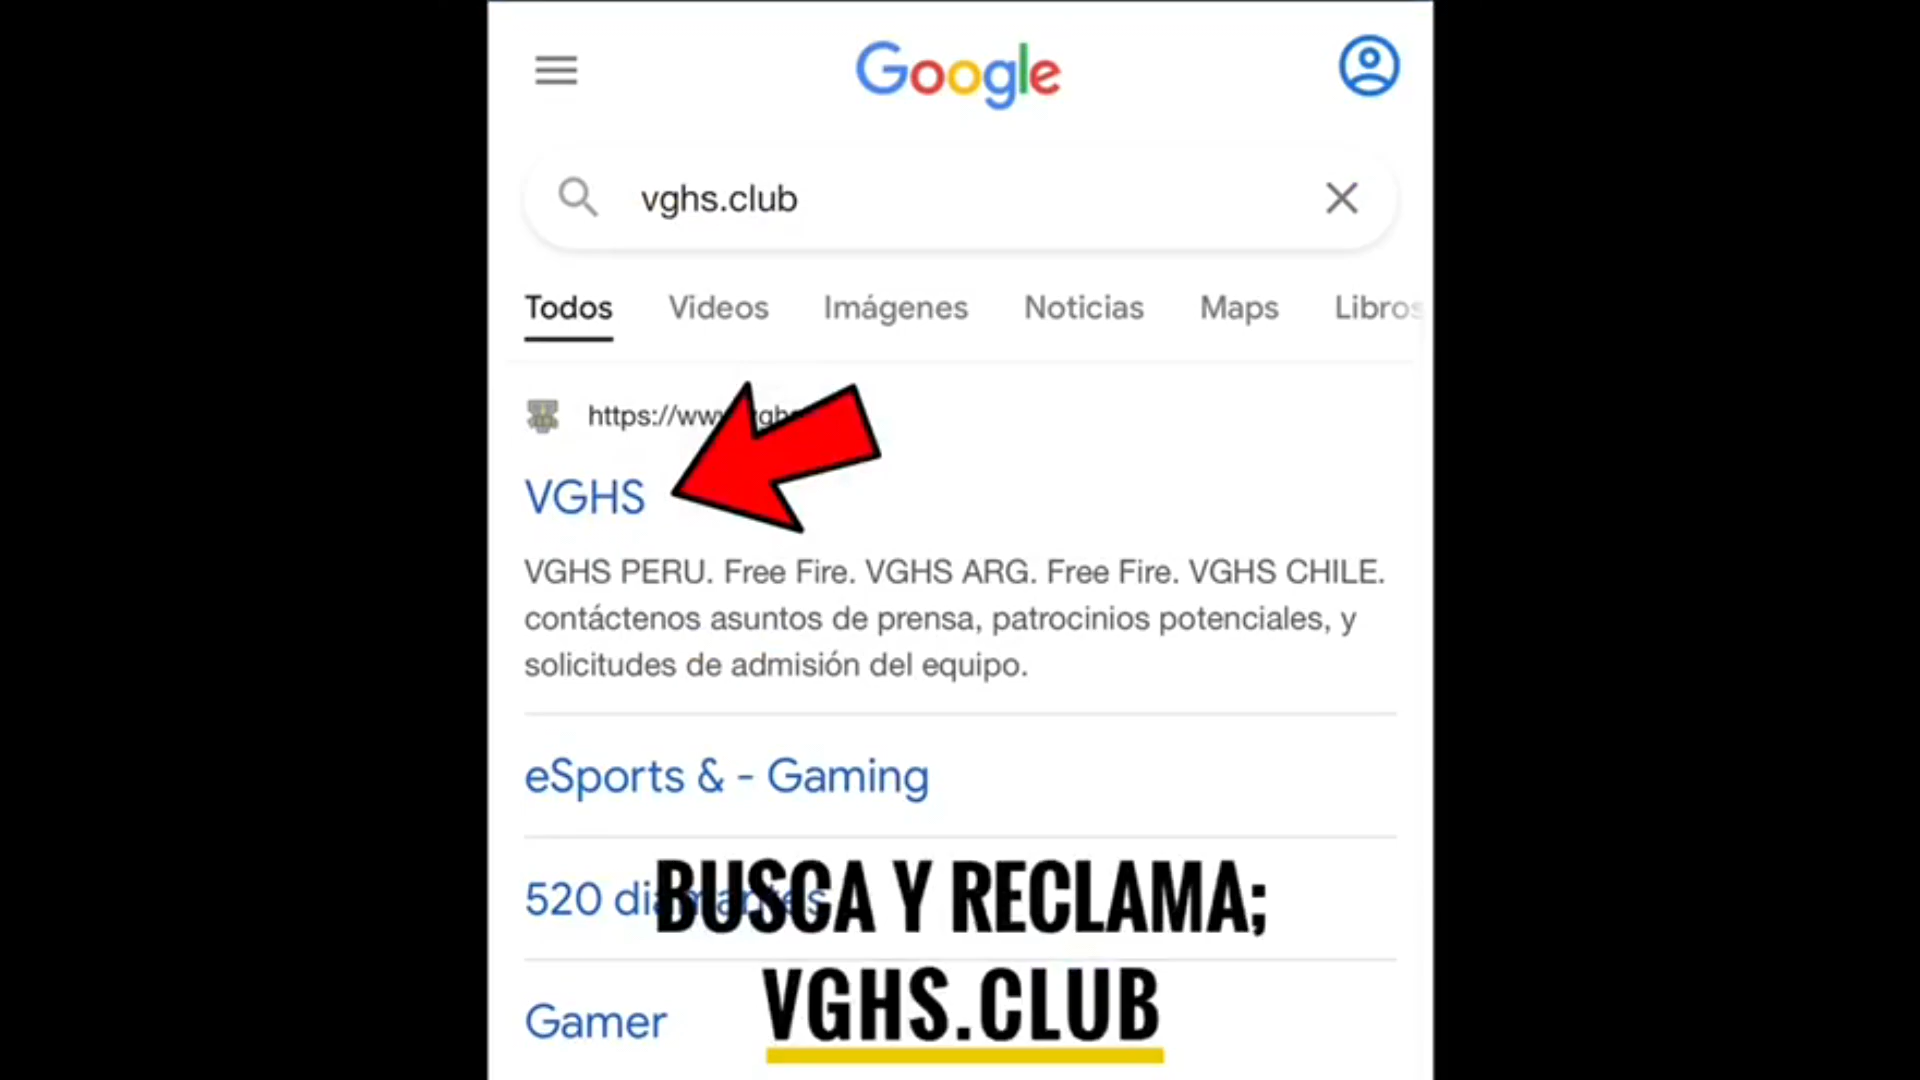 Google
vghs.club
Todos Videos Imágenes Noticias Maps Libros
VGHS
VGHS PERU. Free Fire. VGHS ARG. Free Fire. VGHS CHILE.
contáctenos asuntos de prensa, patrocinios potenciales, y
solicitudes de admisión del equipo.
eSports & - Gaming
520 diamantes
BUSCA Y RECLAMA;
VGHS.CLUB
Gamer